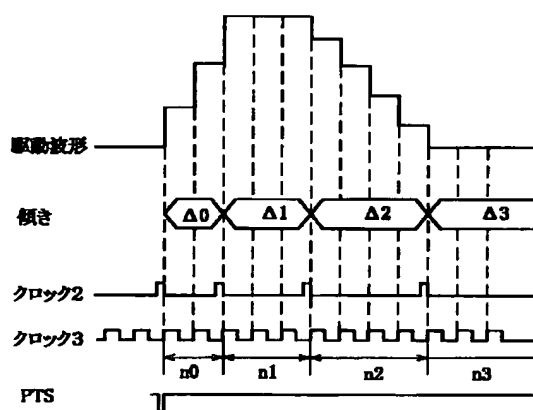 駆動波形
傾き
Δ0 Δ1 Δ2 Δ3
クロック2
クロック3
n0 n1 n2 n3
PTS